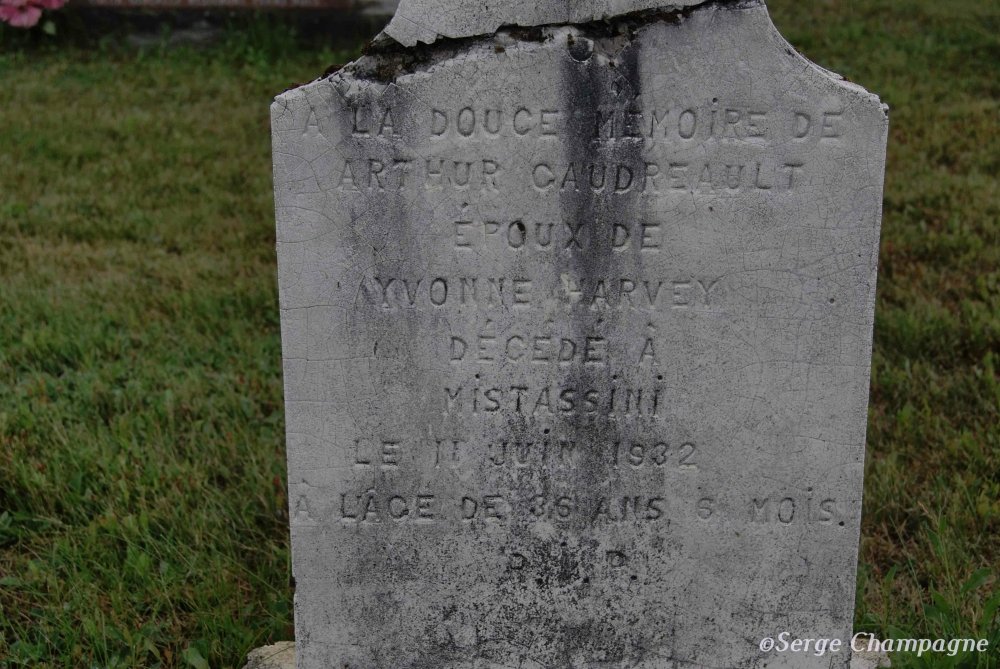 À LA DOUCE MÉMOIRE DE
ARTHUR GAUDREAULT
ÉPOUX DE
YVONNE HARVEY
DÉCÉDÉ À
MISTASSINI
LE 11 JUIN 1932
À L'ÂGE DE 36 ANS 6 MOIS.
©Serge Champagne